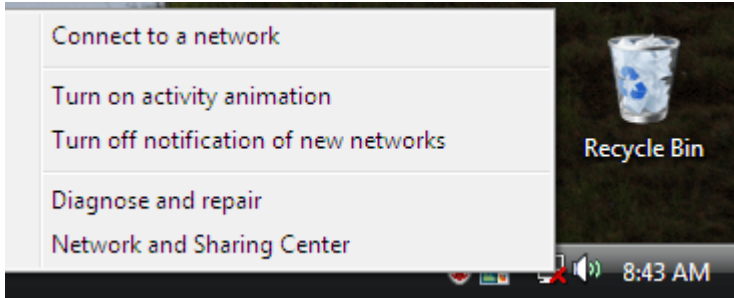 Connect to a network
Turn on activity animation
Turn off notification of new networks
Diagnose and repair
Network and Sharing Center
Recycle Bin
8:43 AM